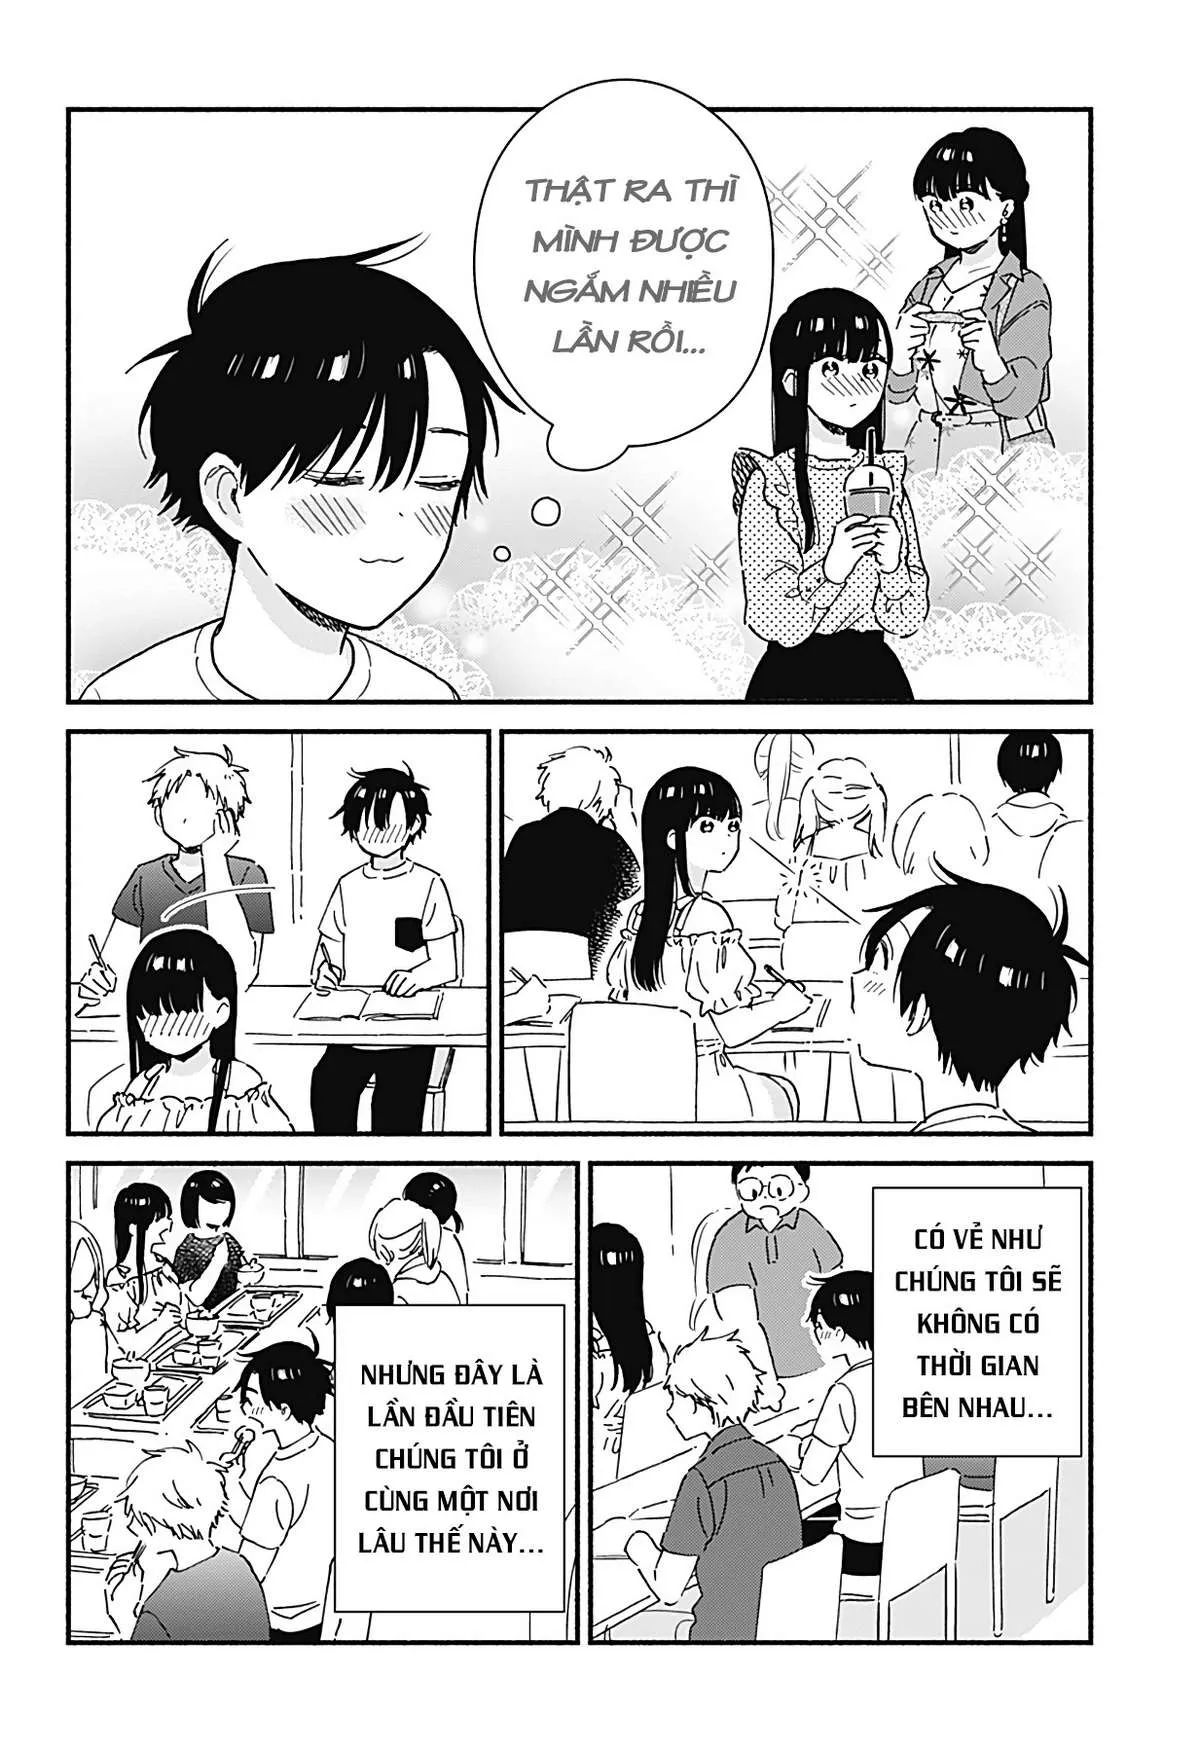 THẬT RA THÌ
MÌNH ĐƯỢC
NGẮM NHIỀU
LẦN RỒI...
CÓ VẺ NHƯ
CHÚNG TÔI SẼ
KHÔNG CÓ
THỜI GIAN
BÊN NHAU...
NHƯNG ĐÂY LÀ
LẦN ĐẦU TIÊN
CHÚNG TÔI Ở
CÙNG MỘT NƠI
LÂU THẾ NÀY...